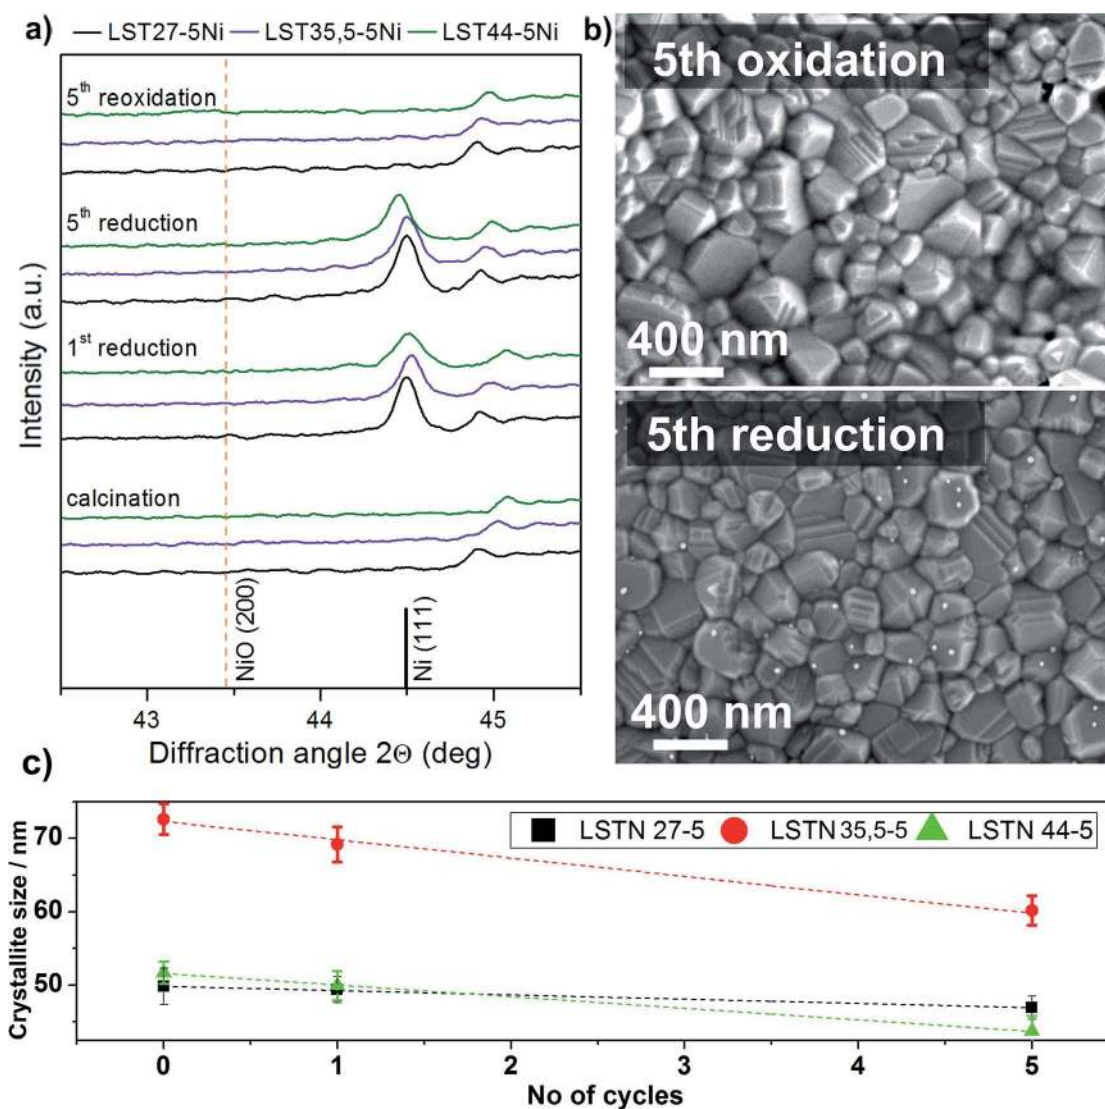 a)
LST27-5Ni LST35,5-5Ni LST44-5Ni
5th reoxidation
5th reduction
1st reduction
calcination
NiO (200)
Ni (111)
Intensity (a.u.)
43 44 45
Diffraction angle 2Θ (deg)
b)
5th oxidation
400 nm
5th reduction
400 nm
c)
LSTN 27-5 LSTN 35,5-5 LSTN 44-5
Crystallite size / nm
70
60
50
0 1 2 3 4 5
No of cycles